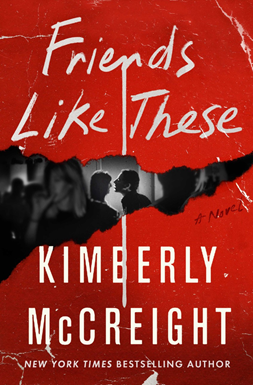 Friends
Like These
A Novel
KIMBERLY
McCREIGHT
NEW YORK TIMES BESTSELLING AUTHOR